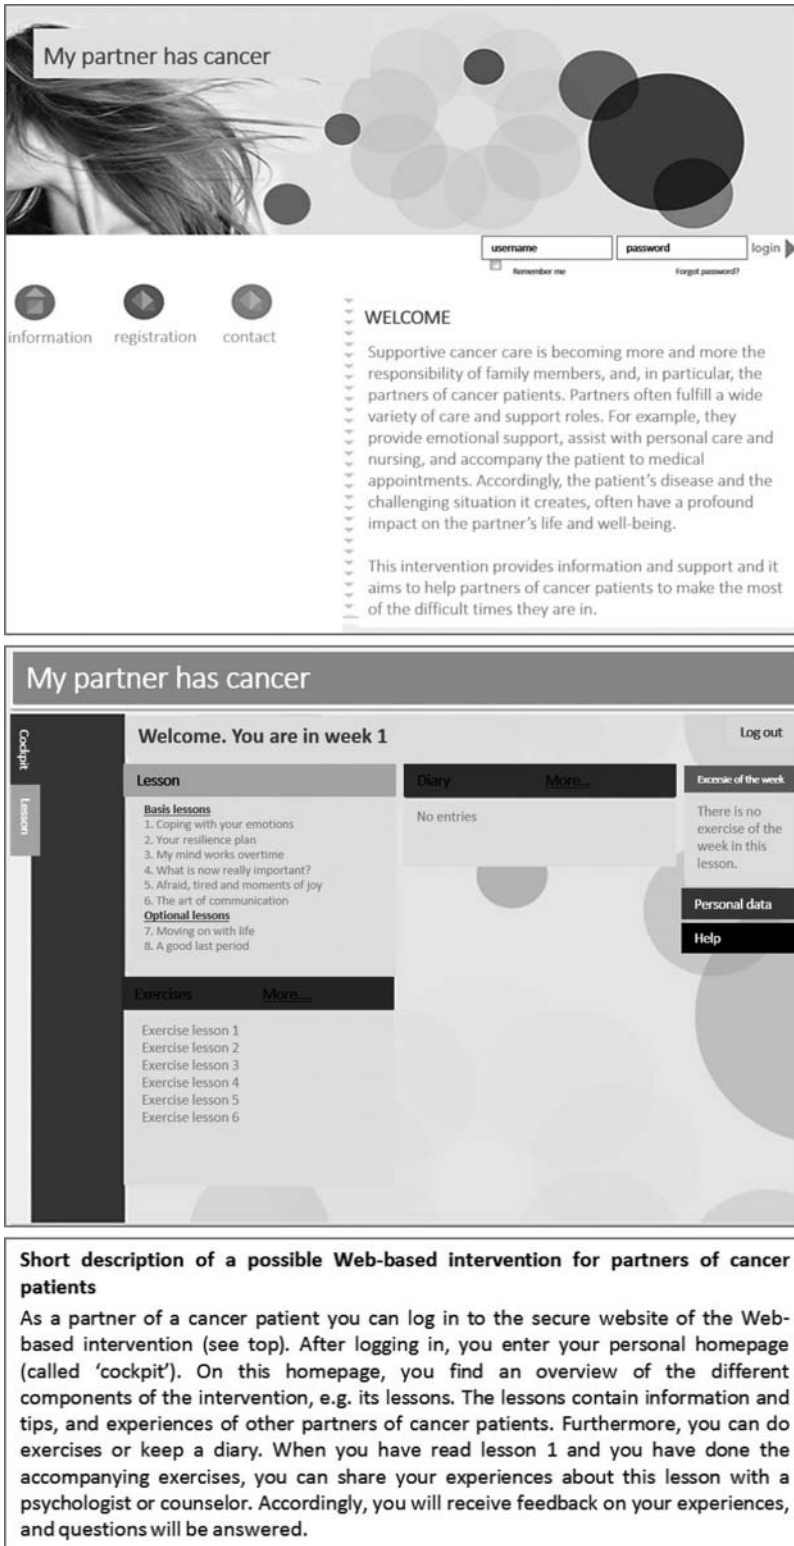 My partner has cancer
username
password
login
Remember me
Forgot password?
information
registration
contact
WELCOME
Supportive cancer care is becoming more and more the
responsibility of family members, and, in particular, the
partners of cancer patients. Partners often fulfill a wide
variety of care and support roles. For example, they
provide emotional support, assist with personal care and
nursing, and accompany the patient to medical
appointments. Accordingly, the patient's disease and the
challenging situation it creates, often have a profound
impact on the partner's life and well-being.
This intervention provides information and support and it
aims to help partners of cancer patients to make the most
of the difficult times they are in.
My partner has cancer
Cockpit
Lesson
Welcome. You are in week 1
Log out
Lesson
Basis lessons
1. Coping with your emotions
2. Your resilience plan
3. My mind works overtime
4. What is now really important?
5. Afraid, tired and moments of joy
6. The art of communication
Optional lessons
7. Moving on with life
8. A good last period
Exercises More...
Exercise lesson 1
Exercise lesson 2
Exercise lesson 3
Exercise lesson 4
Exercise lesson 5
Exercise lesson 6
Diary More...
No entries
Excersie of the week
There is no
exercise of the
week in this
lesson.
Personal data
Help
Short description of a possible Web-based intervention for partners of cancer
patients
As a partner of a cancer patient you can log in to the secure website of the Web-
based intervention (see top). After logging in, you enter your personal homepage
(called 'cockpit'). On this homepage, you find an overview of the different
components of the intervention, e.g. its lessons. The lessons contain information and
tips, and experiences of other partners of cancer patients. Furthermore, you can do
exercises or keep a diary. When you have read lesson 1 and you have done the
accompanying exercises, you can share your experiences about this lesson with a
psychologist or counselor. Accordingly, you will receive feedback on your experiences,
and questions will be answered.